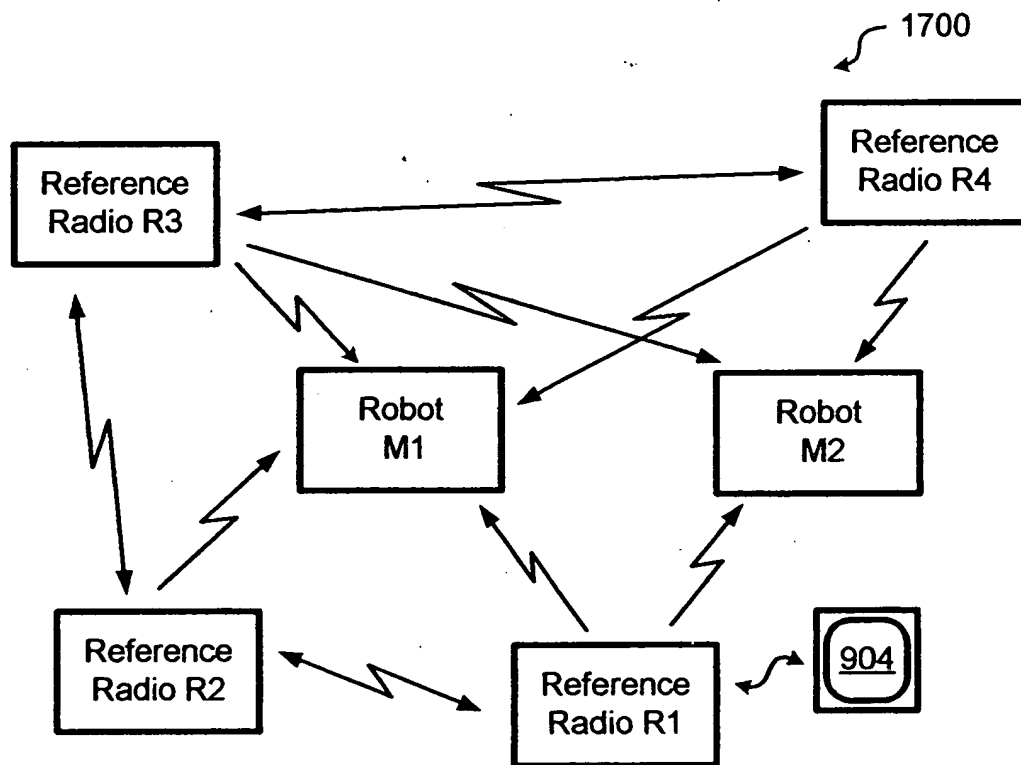 1700
Reference
Radio R4
Reference
Radio R3
Robot
M1
Robot
M2
Reference
Radio R2
Reference
Radio R1
904